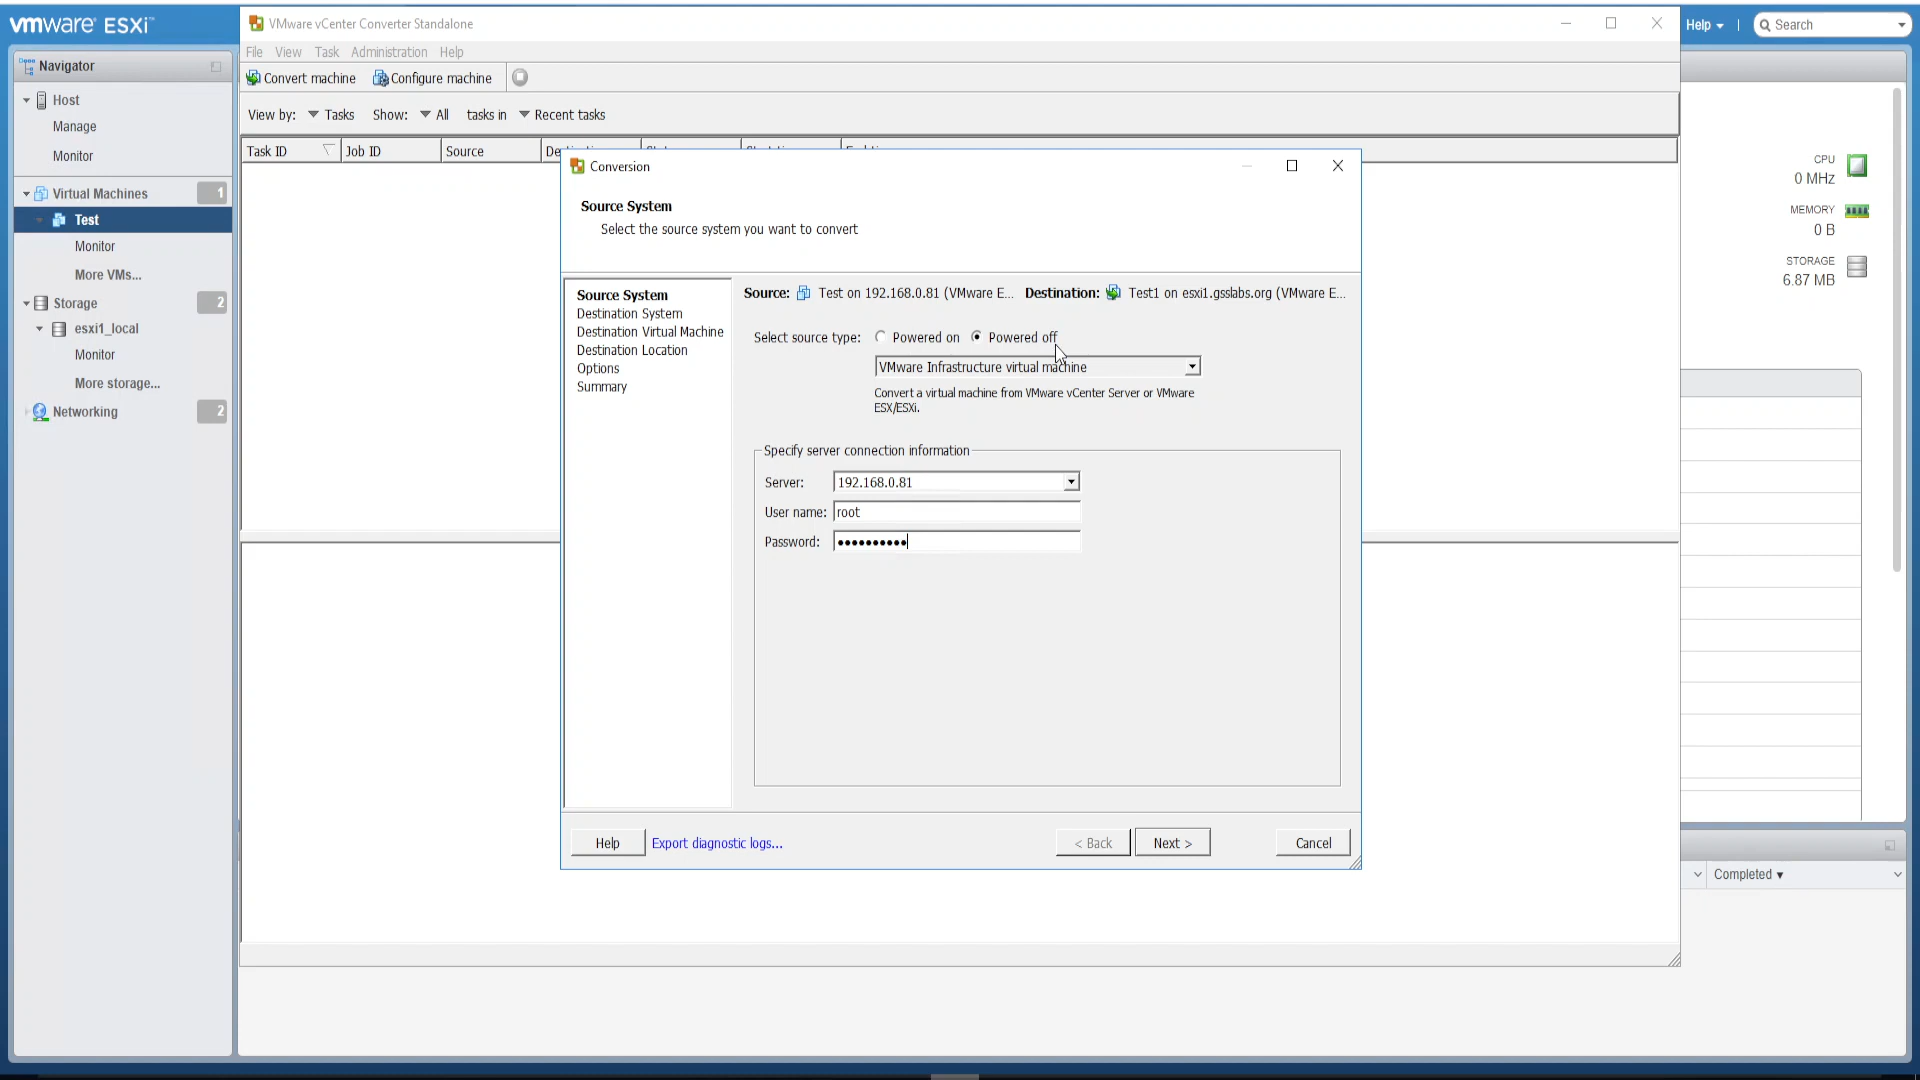 vmware ESXi
VMware vCenter Converter Standalone
Help
Search
File View Task Administration Help
Navigator
Convert machine Configure machine
Host
Manage
Monitor
View by: Tasks Show: All tasks in Recent tasks
Task ID Job ID Source
Virtual Machines 1
Test
Monitor
More VMs...
Storage 2
esxi1_local
Monitor
More storage...
Networking 2
Conversion
Source System
Select the source system you want to convert
Source System
Destination System
Destination Virtual Machine
Destination Location
Options
Summary
Source: Test on 192.168.0.81 (VMware E... Destination: Test1 on esxi1.gsslabs.org (VMware E...
Select source type: Powered on Powered off
VMware Infrastructure virtual machine
Convert a virtual machine from VMware vCenter Server or VMware
ESX/ESXi.
Specify server connection information
Server: 192.168.0.81
User name: root
Password: ••••••••••
Help Export diagnostic logs... < Back Next > Cancel
CPU
0 MHz
MEMORY
0 B
STORAGE
6.87 MB
Completed ▼